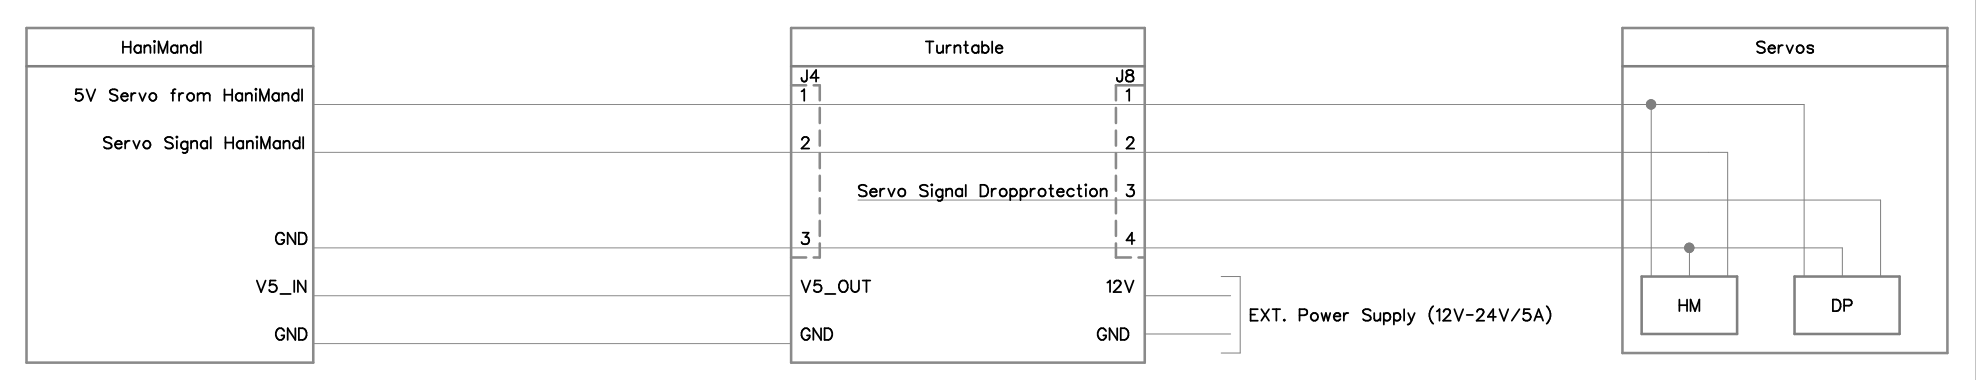 HaniMandl
5V Servo from HaniMandl
Servo Signal HaniMandl
GND
V5_IN
GND
Turntable
J4
1
2
3
V5_OUT
GND
J8
1
2
Servo Signal Dropprotection 3
4
12V
GND
EXT. Power Supply (12V-24V/5A)
Servos
HM
DP